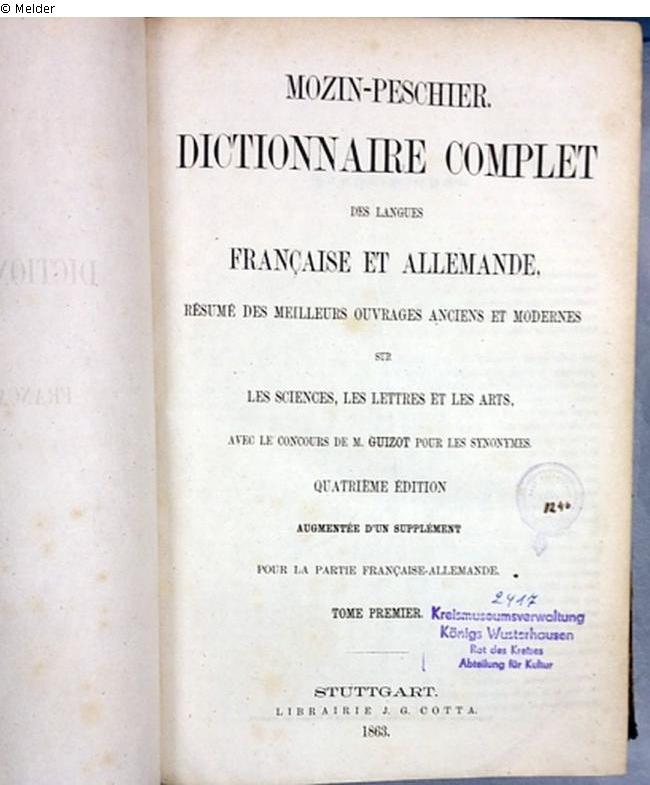 © Melder
MOZIN-PESCHIER.
DICTIONNAIRE COMPLET
DES LANGUES
FRANÇAISE ET ALLEMANDE,
RÉSUMÉ DES MEILLEURS OUVRAGES ANCIENS ET MODERNES
SUR
LES SCIENCES, LES LETTRES ET LES ARTS,
AVEC LE CONCOURS DE M. GUIZOT POUR LES SYNONYMES.
QUATRIÈME ÉDITION
AUGMENTÉE D'UN SUPPLÉMENT
POUR LA PARTIE FRANÇAISE-ALLEMANDE.
TOME PREMIER.
2417
Kreismuseumsverwaltung
Königs Wusterhausen
Rat des Kreises
Abteilung für Kultur
STUTTGART.
LIBRAIRIE J. G. COTTA.
1863.